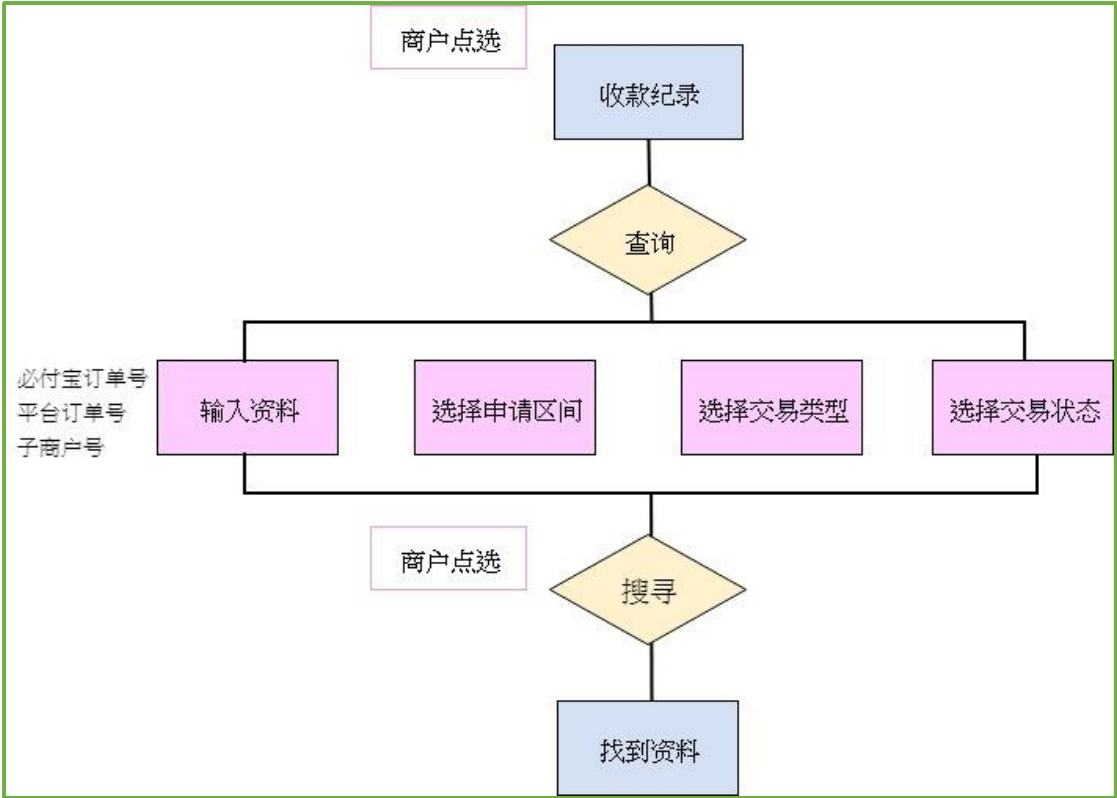 商户点选
收款纪录
查询
必付宝订单号
平台订单号
子商户号
输入资料
选择申请区间
选择交易类型
选择交易状态
商户点选
搜寻
找到资料